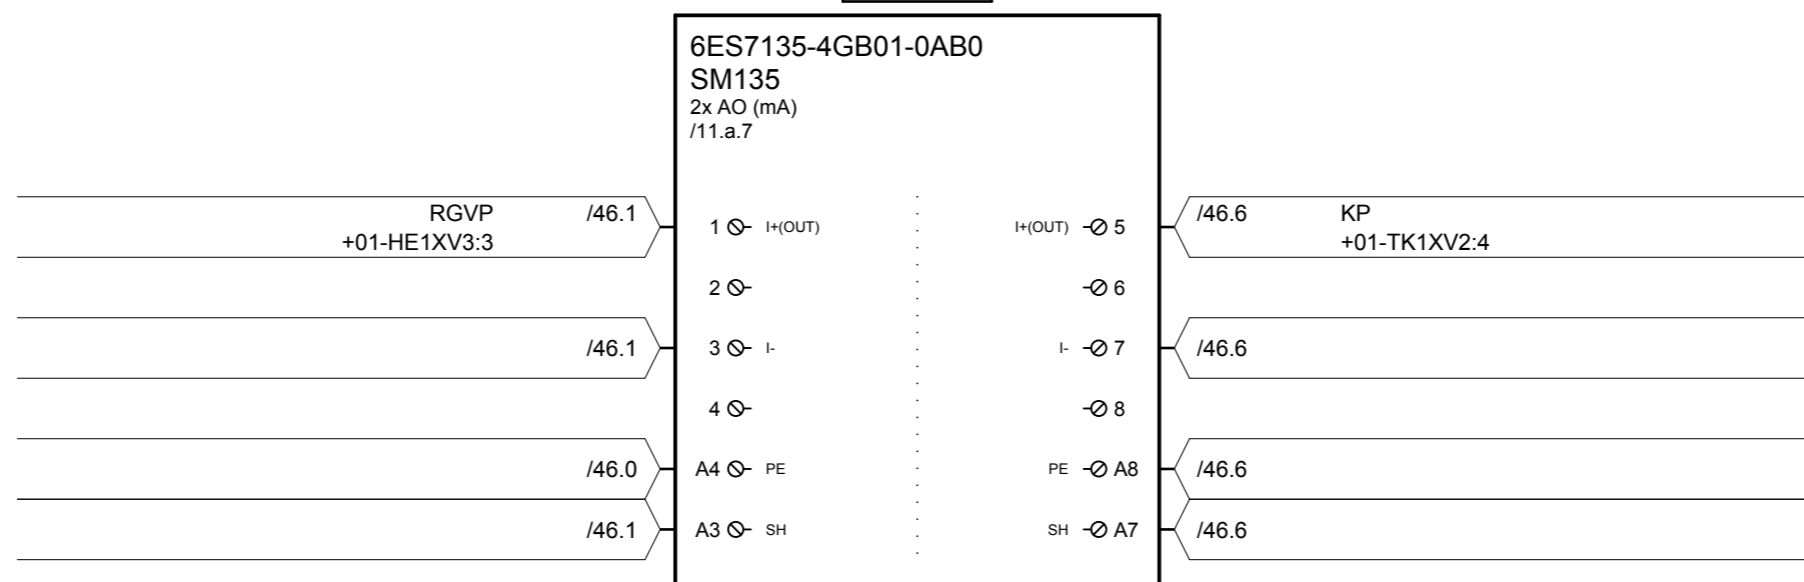 6ES7135-4GB01-0AB0
SM135
2x AO (mA)
/11.a.7
RGVP /46.1 1 I+(OUT) I+(OUT) 5 /46.6 KP
+01-HE1XV3:3 +01-TK1XV2:4
2 6
/46.1 3 I- I- 7 /46.6
4 8
/46.0 A4 PE PE A8 /46.6
/46.1 A3 SH SH A7 /46.6